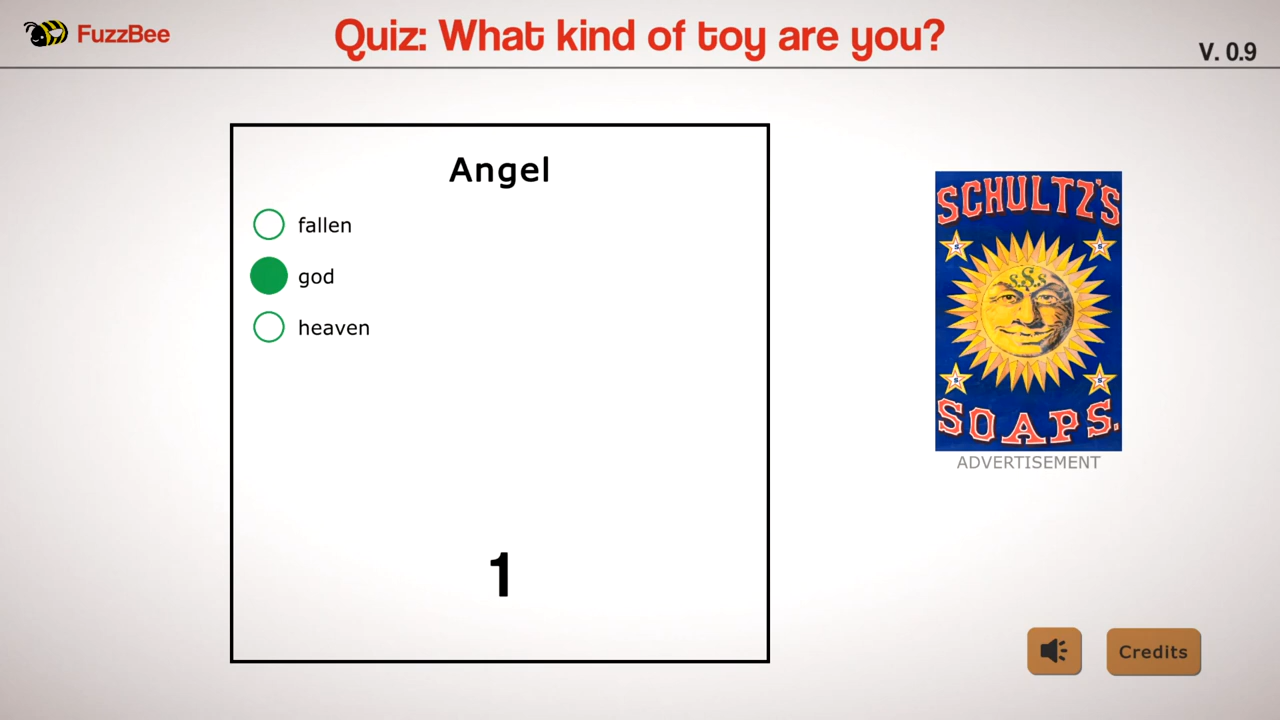 FuzzBee
Quiz: What kind of toy are you?
V. 0.9
Angel
fallen
god
heaven
1
SCHULTZ'S
S S S
S S
S S
SOAPS.
ADVERTISEMENT
Credits